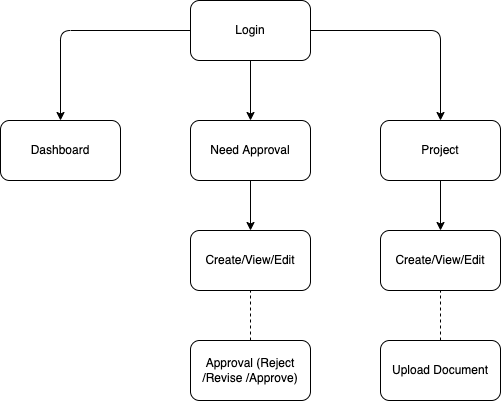 Login
Dashboard
Need Approval
Project
Create/View/Edit
Create/View/Edit
Approval (Reject
/Revise /Approve)
Upload Document